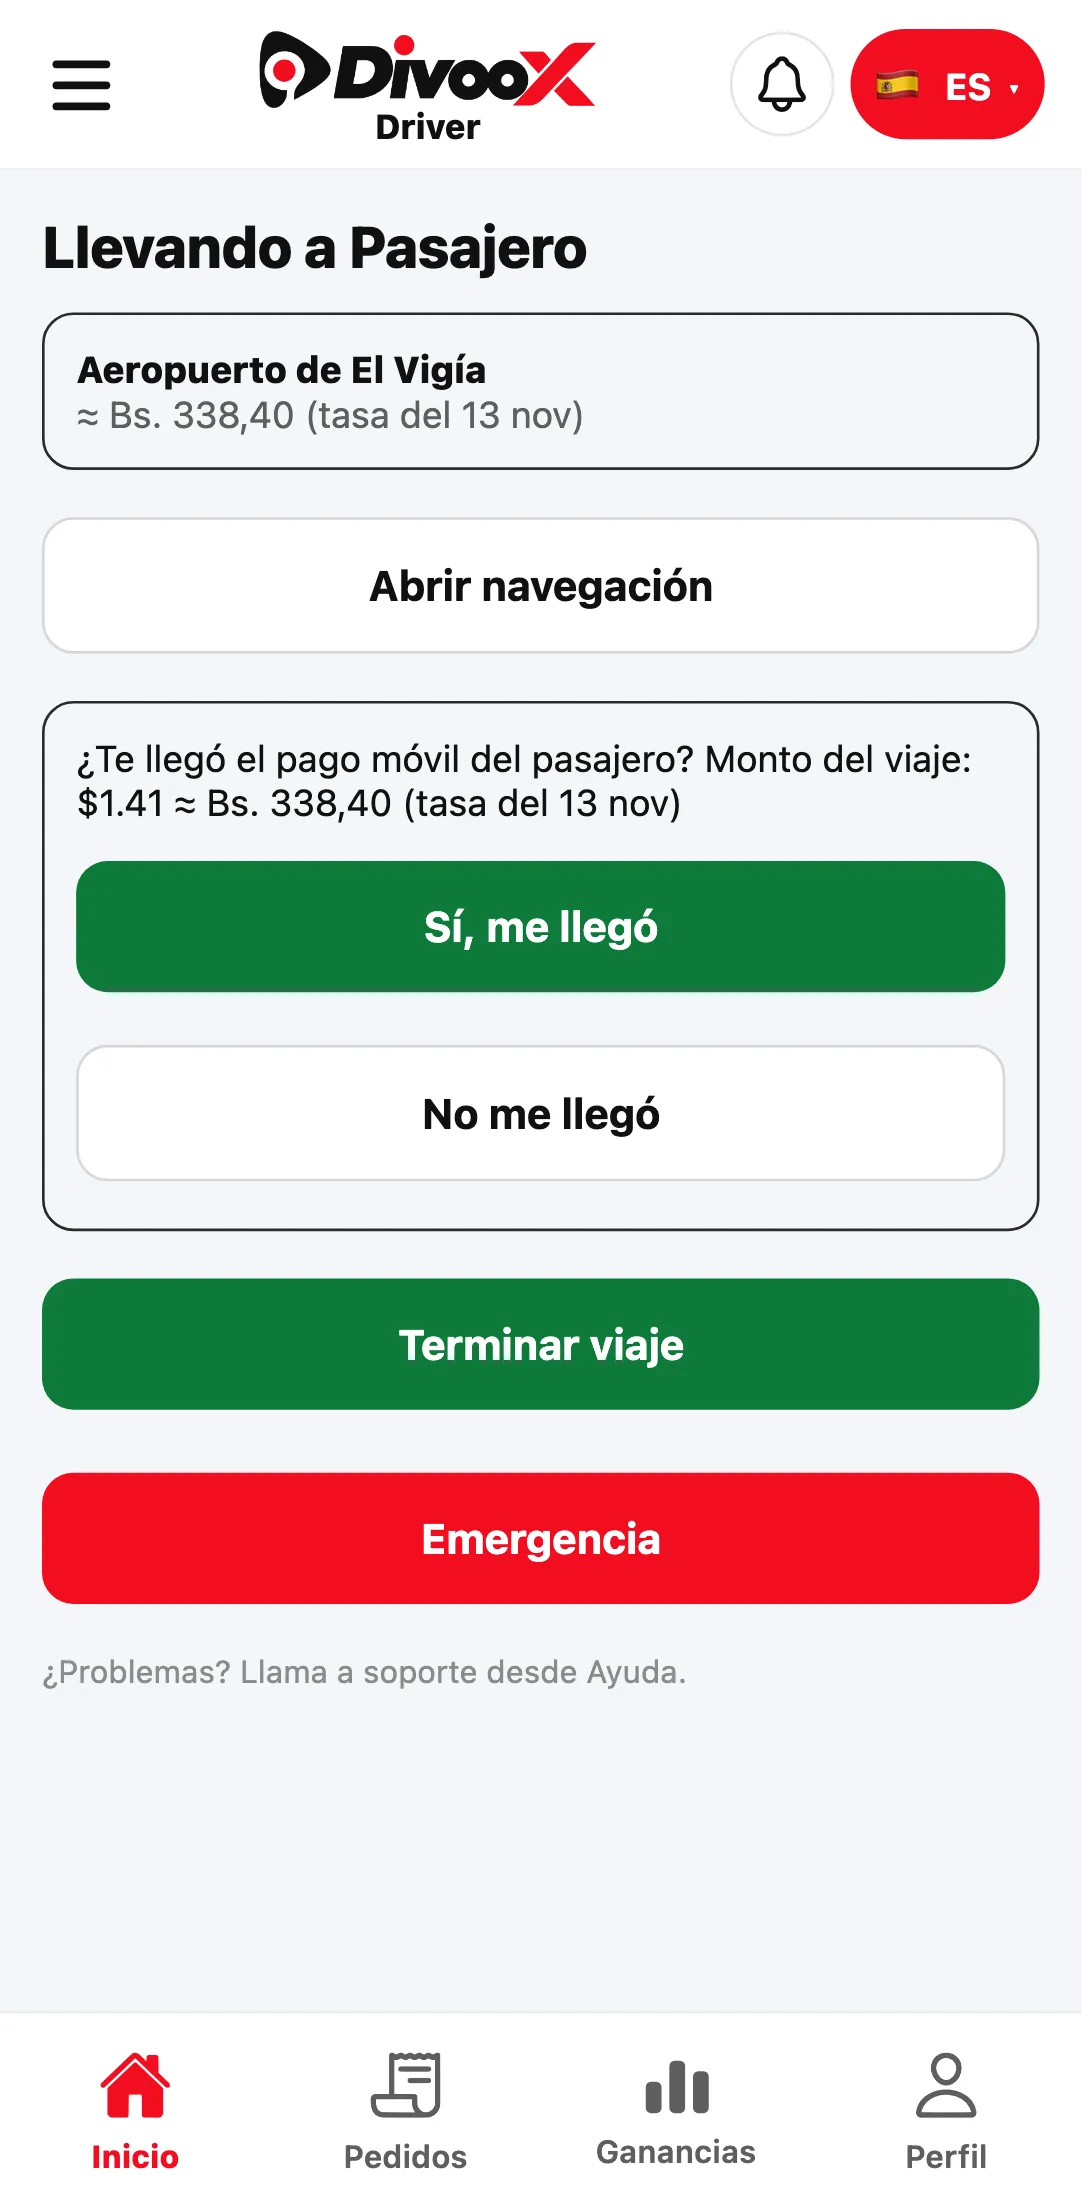 DivooX
Driver
ES
Llevando a Pasajero
Aeropuerto de El Vigía
≈ Bs. 338,40 (tasa del 13 nov)
Abrir navegación
¿Te llegó el pago móvil del pasajero? Monto del viaje:
$1.41 ≈ Bs. 338,40 (tasa del 13 nov)
Sí, me llegó
No me llegó
Terminar viaje
Emergencia
¿Problemas? Llama a soporte desde Ayuda.
Inicio
Pedidos
Ganancias
Perfil